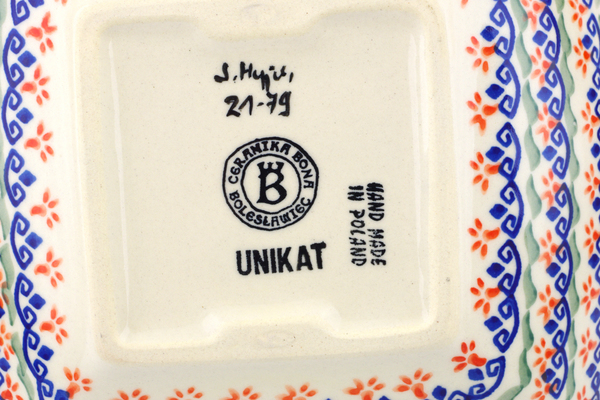 21-79
CERAMIKA BONA
B
BOLESŁAWIEC
UNIKAT
HAND MADE
IN POLAND